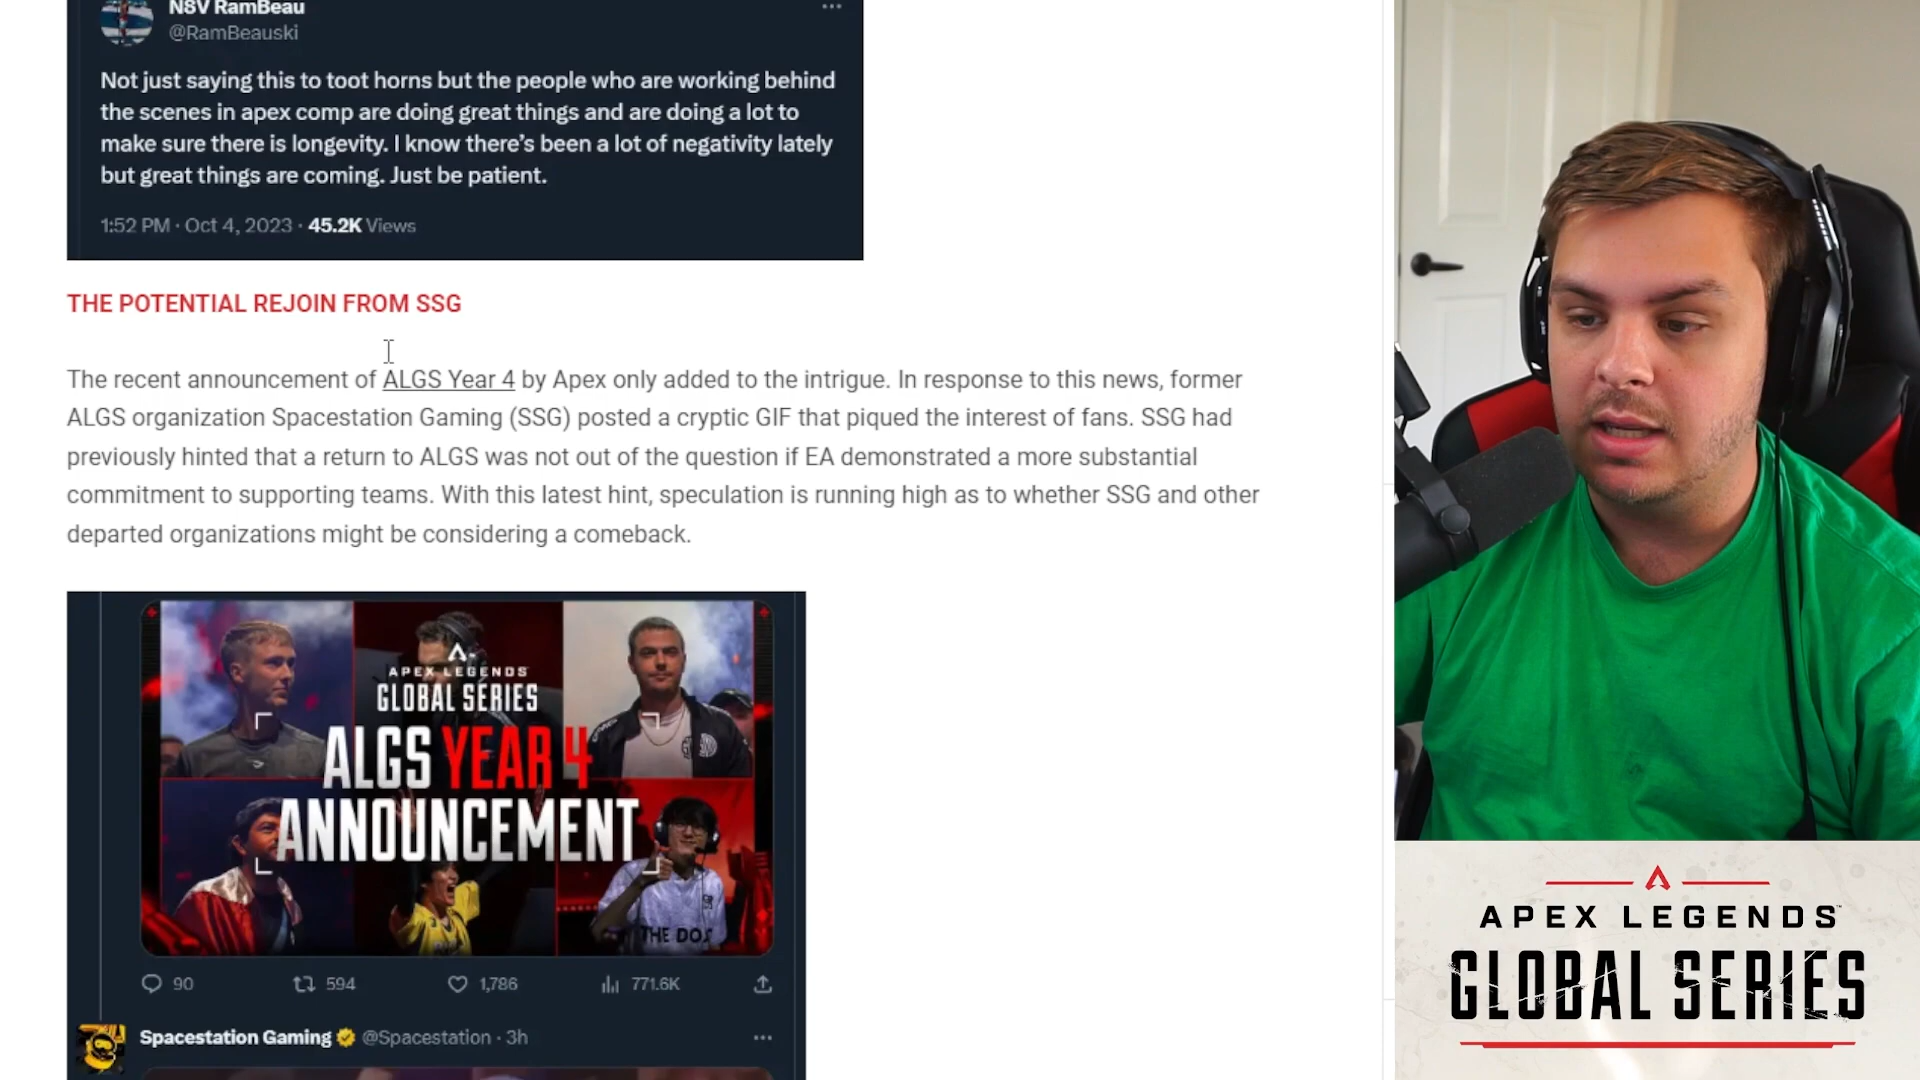 N8V RamBeau
@RamBeauski
Not just saying this to toot horns but the people who are working behind
the scenes in apex comp are doing great things and are doing a lot to
make sure there is longevity. I know there's been a lot of negativity lately
but great things are coming. Just be patient.
1:52 PM · Oct 4, 2023 · 45.2K Views
THE POTENTIAL REJOIN FROM SSG
The recent announcement of ALGS Year 4 by Apex only added to the intrigue. In response to this news, former
ALGS organization Spacestation Gaming (SSG) posted a cryptic GIF that piqued the interest of fans. SSG had
previously hinted that a return to ALGS was not out of the question if EA demonstrated a more substantial
commitment to supporting teams. With this latest hint, speculation is running high as to whether SSG and other
departed organizations might be considering a comeback.
APEX LEGENDS
GLOBAL SERIES
ALGS YEAR 4
ANNOUNCEMENT
THE DOJ
90 594 1,786 771.6K
Spacestation Gaming @Spacestation · 3h
APEX LEGENDS™
GLOBAL SERIES